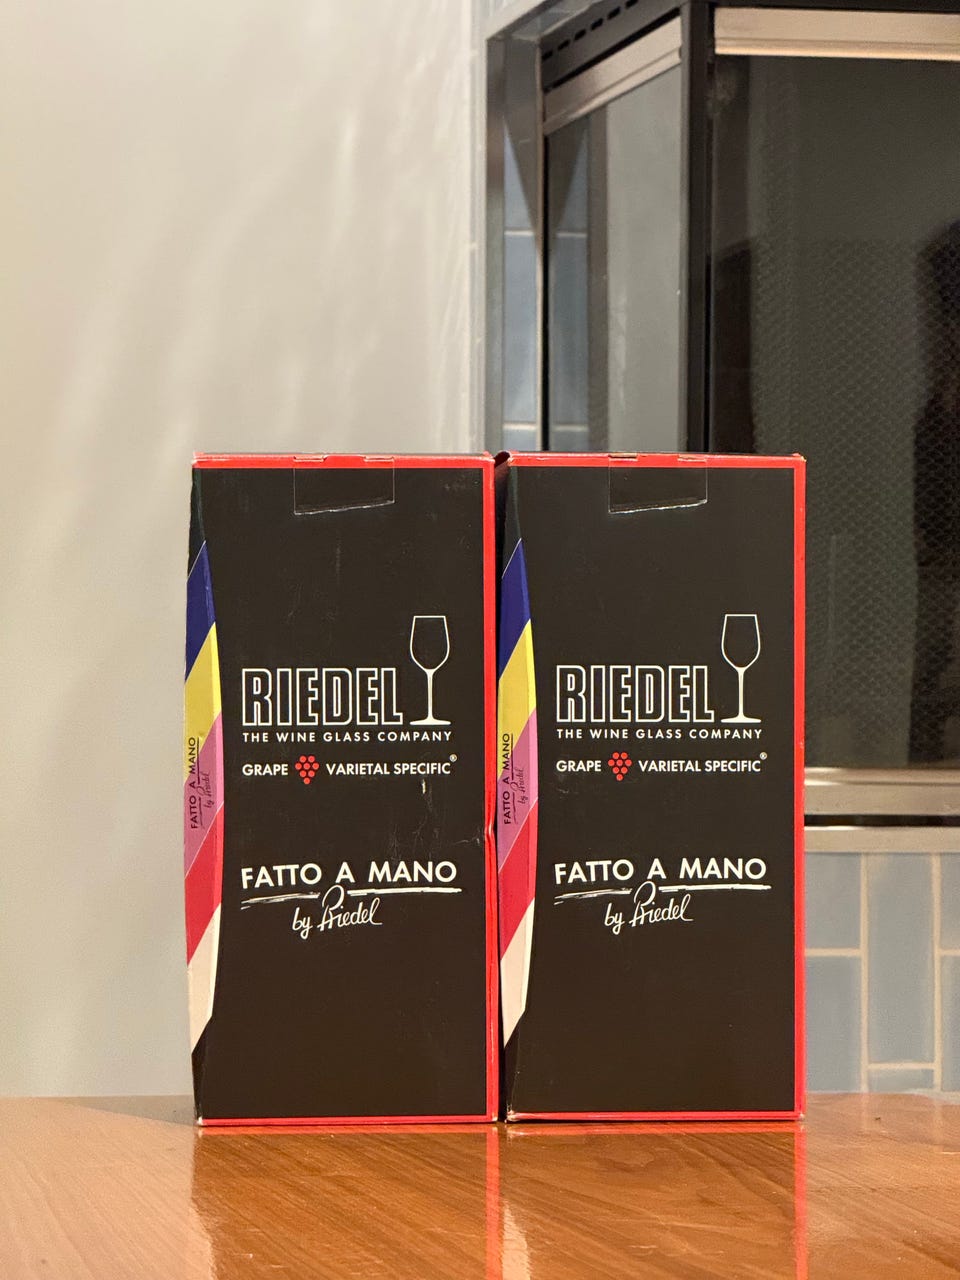 RIEDEL
THE WINE GLASS COMPANY
GRAPE VARIETAL SPECIFIC®
FATTO A MANO
by Riedel
FATTO A MANO
by Riedel
RIEDEL
THE WINE GLASS COMPANY
GRAPE VARIETAL SPECIFIC®
FATTO A MANO
by Riedel
FATTO A MANO
by Riedel